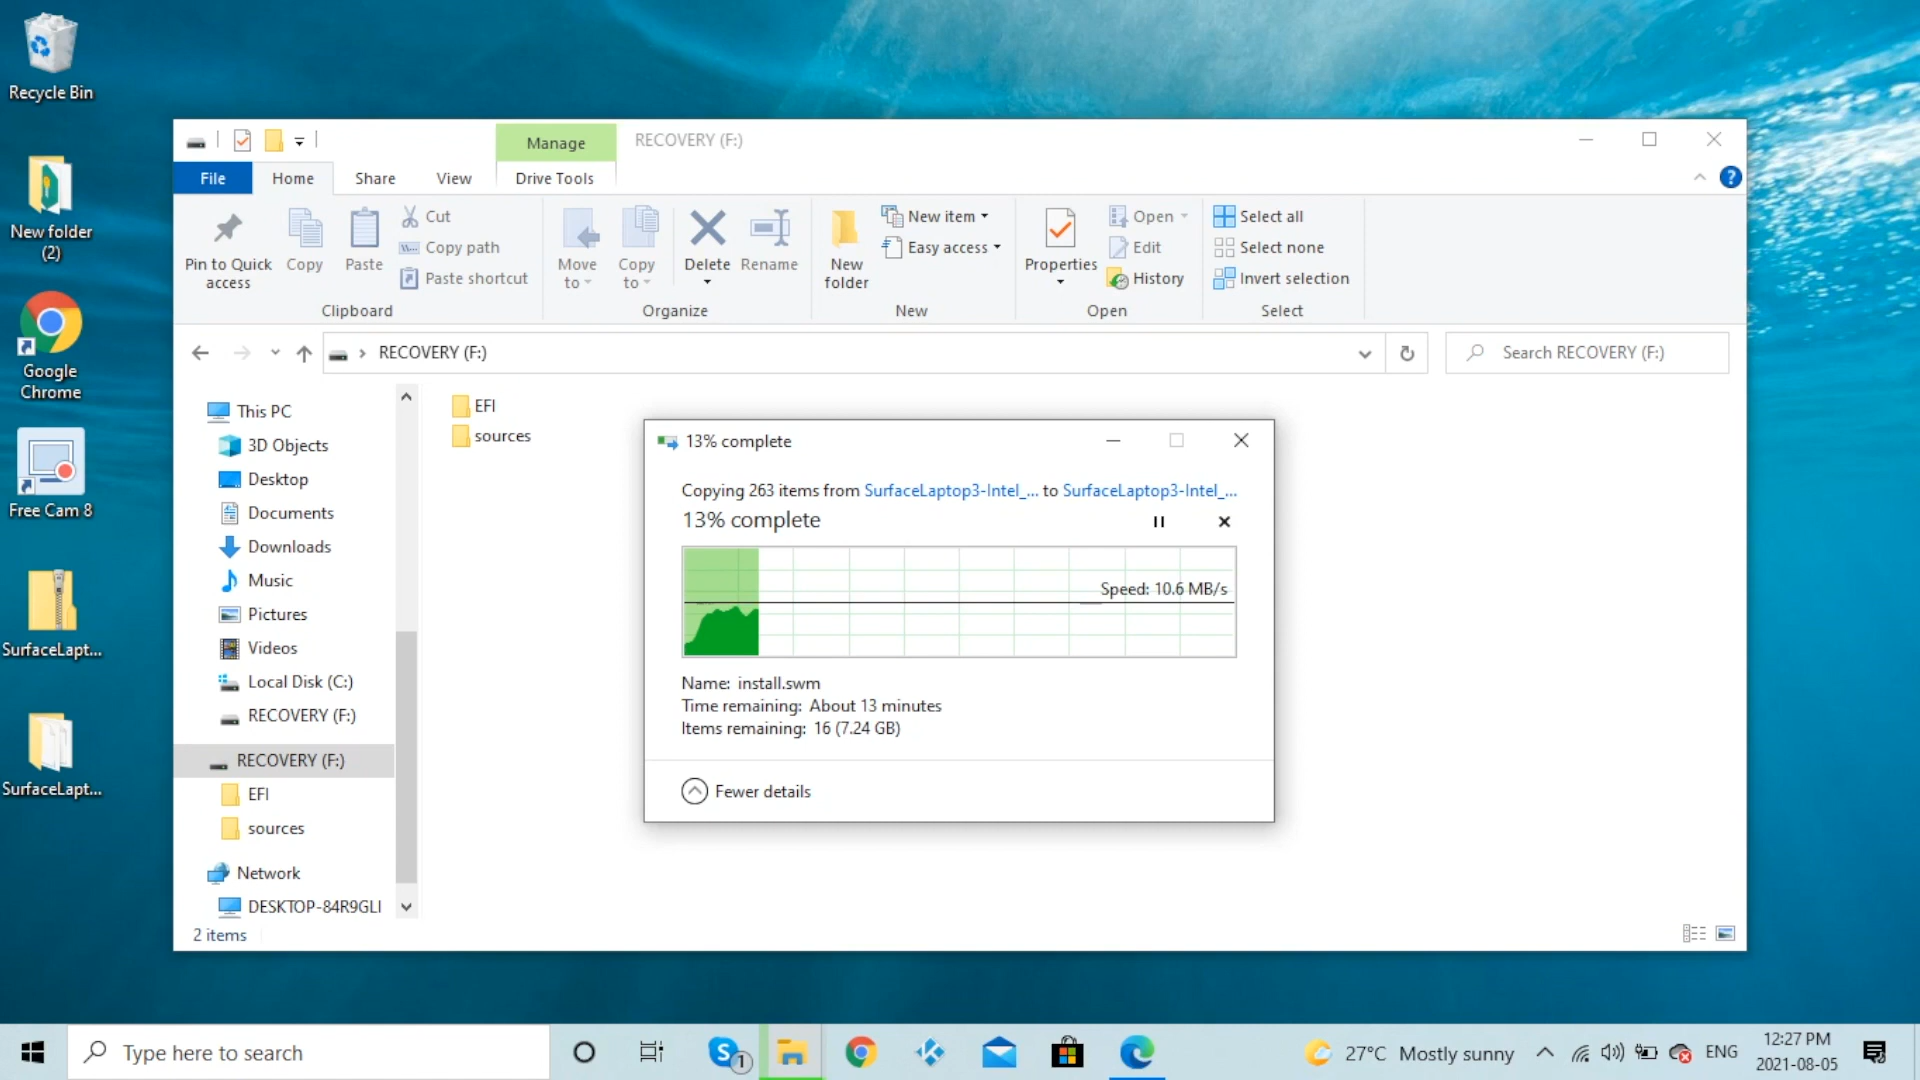 Recycle Bin
New folder
(2)
Google
Chrome
Free Cam 8
SurfaceLapt...
SurfaceLapt...
Manage
RECOVERY (F:)
File
Home
Share
View
Drive Tools
Pin to Quick
access
Copy
Paste
Cut
Copy path
Paste shortcut
Clipboard
Move
to
Copy
to
Delete
Rename
Organize
New
folder
New item
Easy access
New
Properties
Open
Edit
History
Open
Select all
Select none
Invert selection
Select
RECOVERY (F:)
Search RECOVERY (F:)
This PC
3D Objects
Desktop
Documents
Downloads
Music
Pictures
Videos
Local Disk (C:)
RECOVERY (F:)
RECOVERY (F:)
EFI
sources
Network
DESKTOP-84R9GLI
2 items
EFI
sources
13% complete
Copying 263 items from SurfaceLaptop3-Intel_... to SurfaceLaptop3-Intel_...
13% complete
Speed: 10.6 MB/s
Name: install.swm
Time remaining: About 13 minutes
Items remaining: 16 (7.24 GB)
Fewer details
Type here to search
1
27°C Mostly sunny
ENG
12:27 PM
2021-08-05